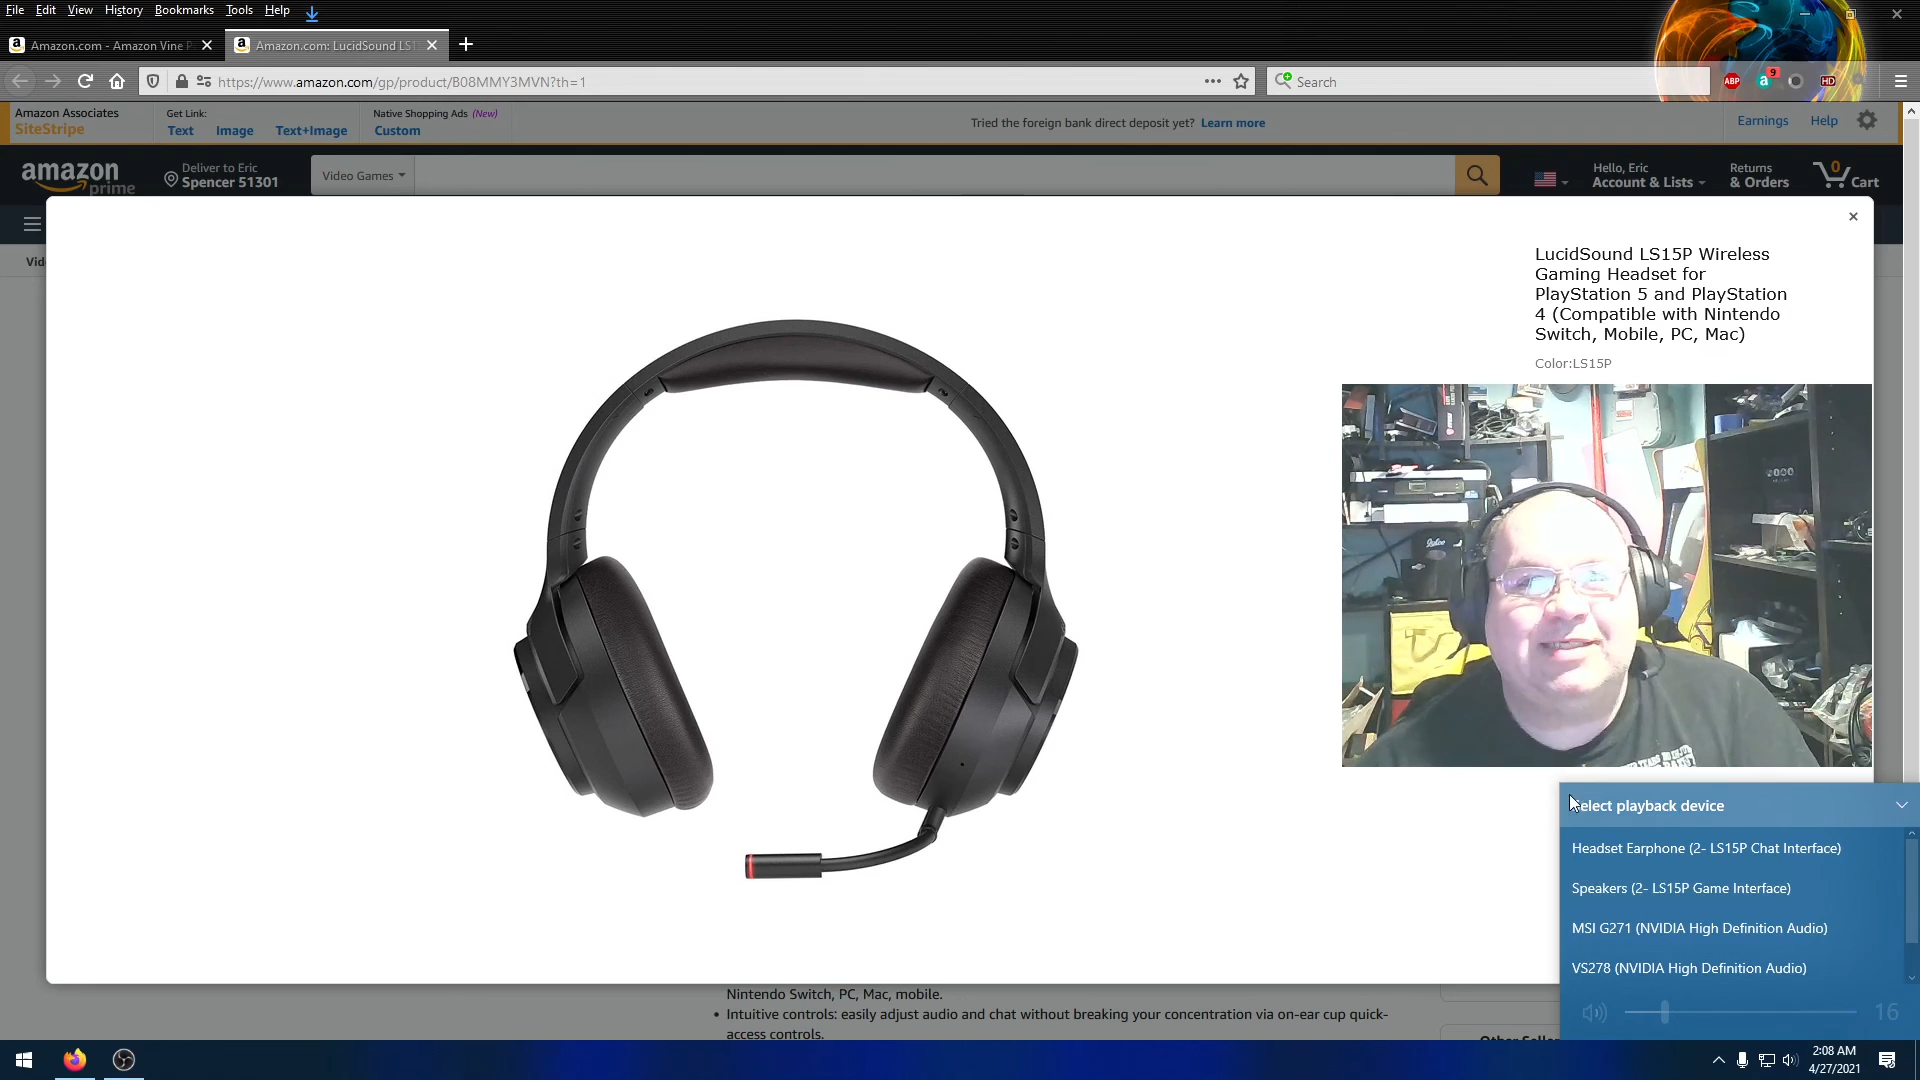 File Edit View History Bookmarks Tools Help
Amazon.com - Amazon Vine P
Amazon.com: LucidSound LS1
https://www.amazon.com/gp/product/B08MMY3MVN?th=1
Search
ABP
9
HD
Amazon Associates
SiteStripe
Get Link:
Text Image Text+Image
Native Shopping Ads (New)
Custom
Tried the foreign bank direct deposit yet? Learn more
Earnings Help
amazon
prime
Deliver to Eric
Spencer 51301
Video Games
Hello, Eric
Account & Lists
Returns
& Orders
0
Cart
Vid
LucidSound LS15P Wireless
Gaming Headset for
PlayStation 5 and PlayStation
4 (Compatible with Nintendo
Switch, Mobile, PC, Mac)
Color:LS15P
elect playback device
Headset Earphone (2- LS15P Chat Interface)
Speakers (2- LS15P Game Interface)
MSI G271 (NVIDIA High Definition Audio)
VS278 (NVIDIA High Definition Audio)
16
Nintendo Switch, PC, Mac, mobile.
• Intuitive controls: easily adjust audio and chat without breaking your concentration via on-ear cup quick-
access controls.
Other Seller
2:08 AM
4/27/2021